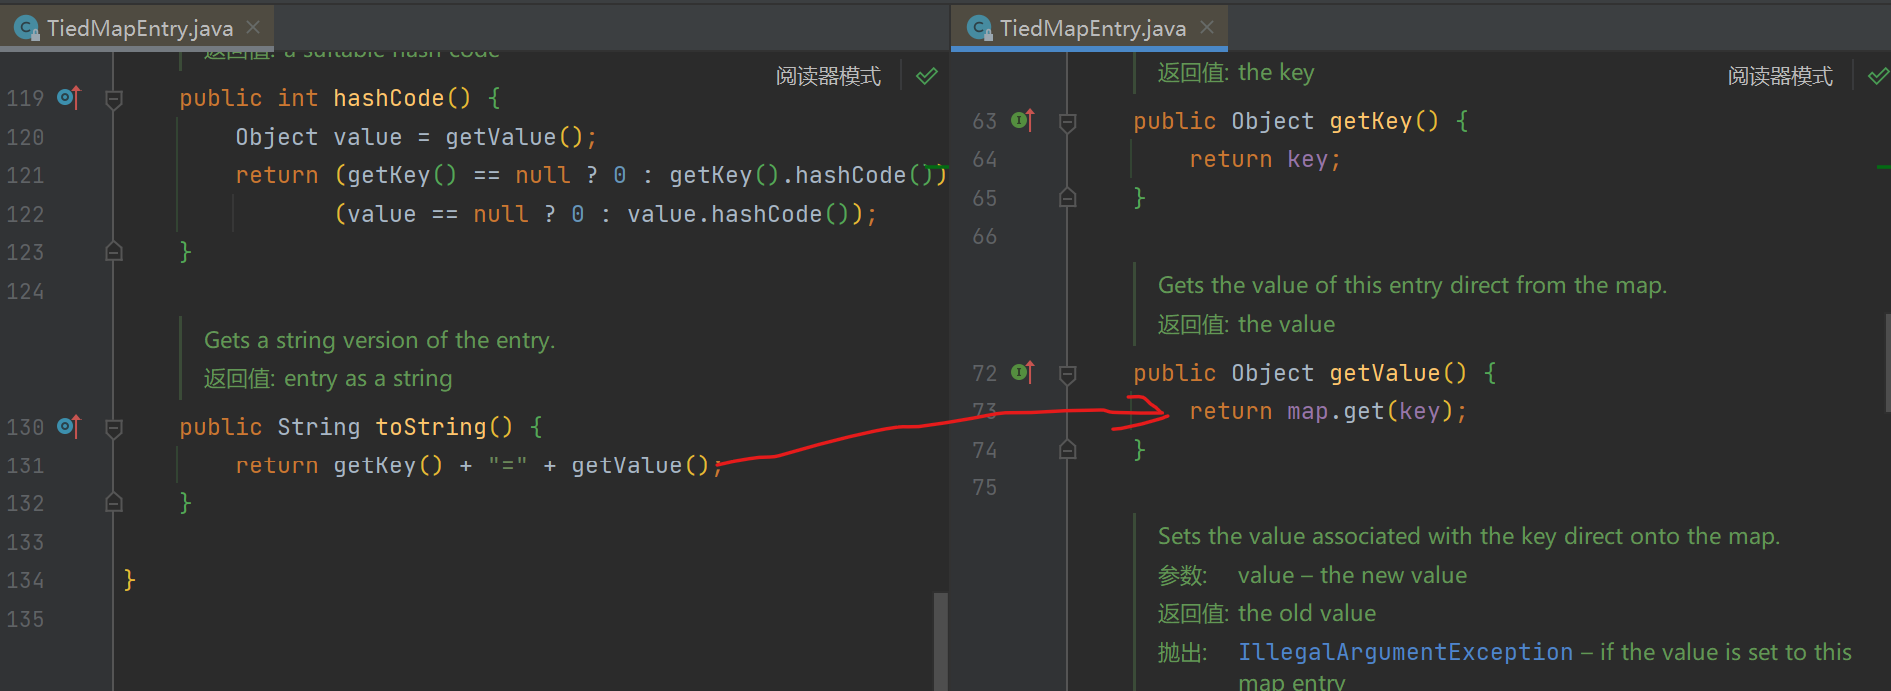 TiedMapEntry.java
返回值: a suitable hash code
阅读器模式
119 public int hashCode() {
120 Object value = getValue();
121 return (getKey() == null ? 0 : getKey().hashCode())
122 (value == null ? 0 : value.hashCode());
123 }
124
Gets a string version of the entry.
返回值: entry as a string
130 public String toString() {
131 return getKey() + "=" + getValue();
132 }
133
134 }
135
TiedMapEntry.java
返回值: the key
阅读器模式
63 public Object getKey() {
64 return key;
65 }
66
Gets the value of this entry direct from the map.
返回值: the value
72 public Object getValue() {
73 return map.get(key);
74 }
75
Sets the value associated with the key direct onto the map.
参数: value – the new value
返回值: the old value
抛出: IllegalArgumentException – if the value is set to this
map entry